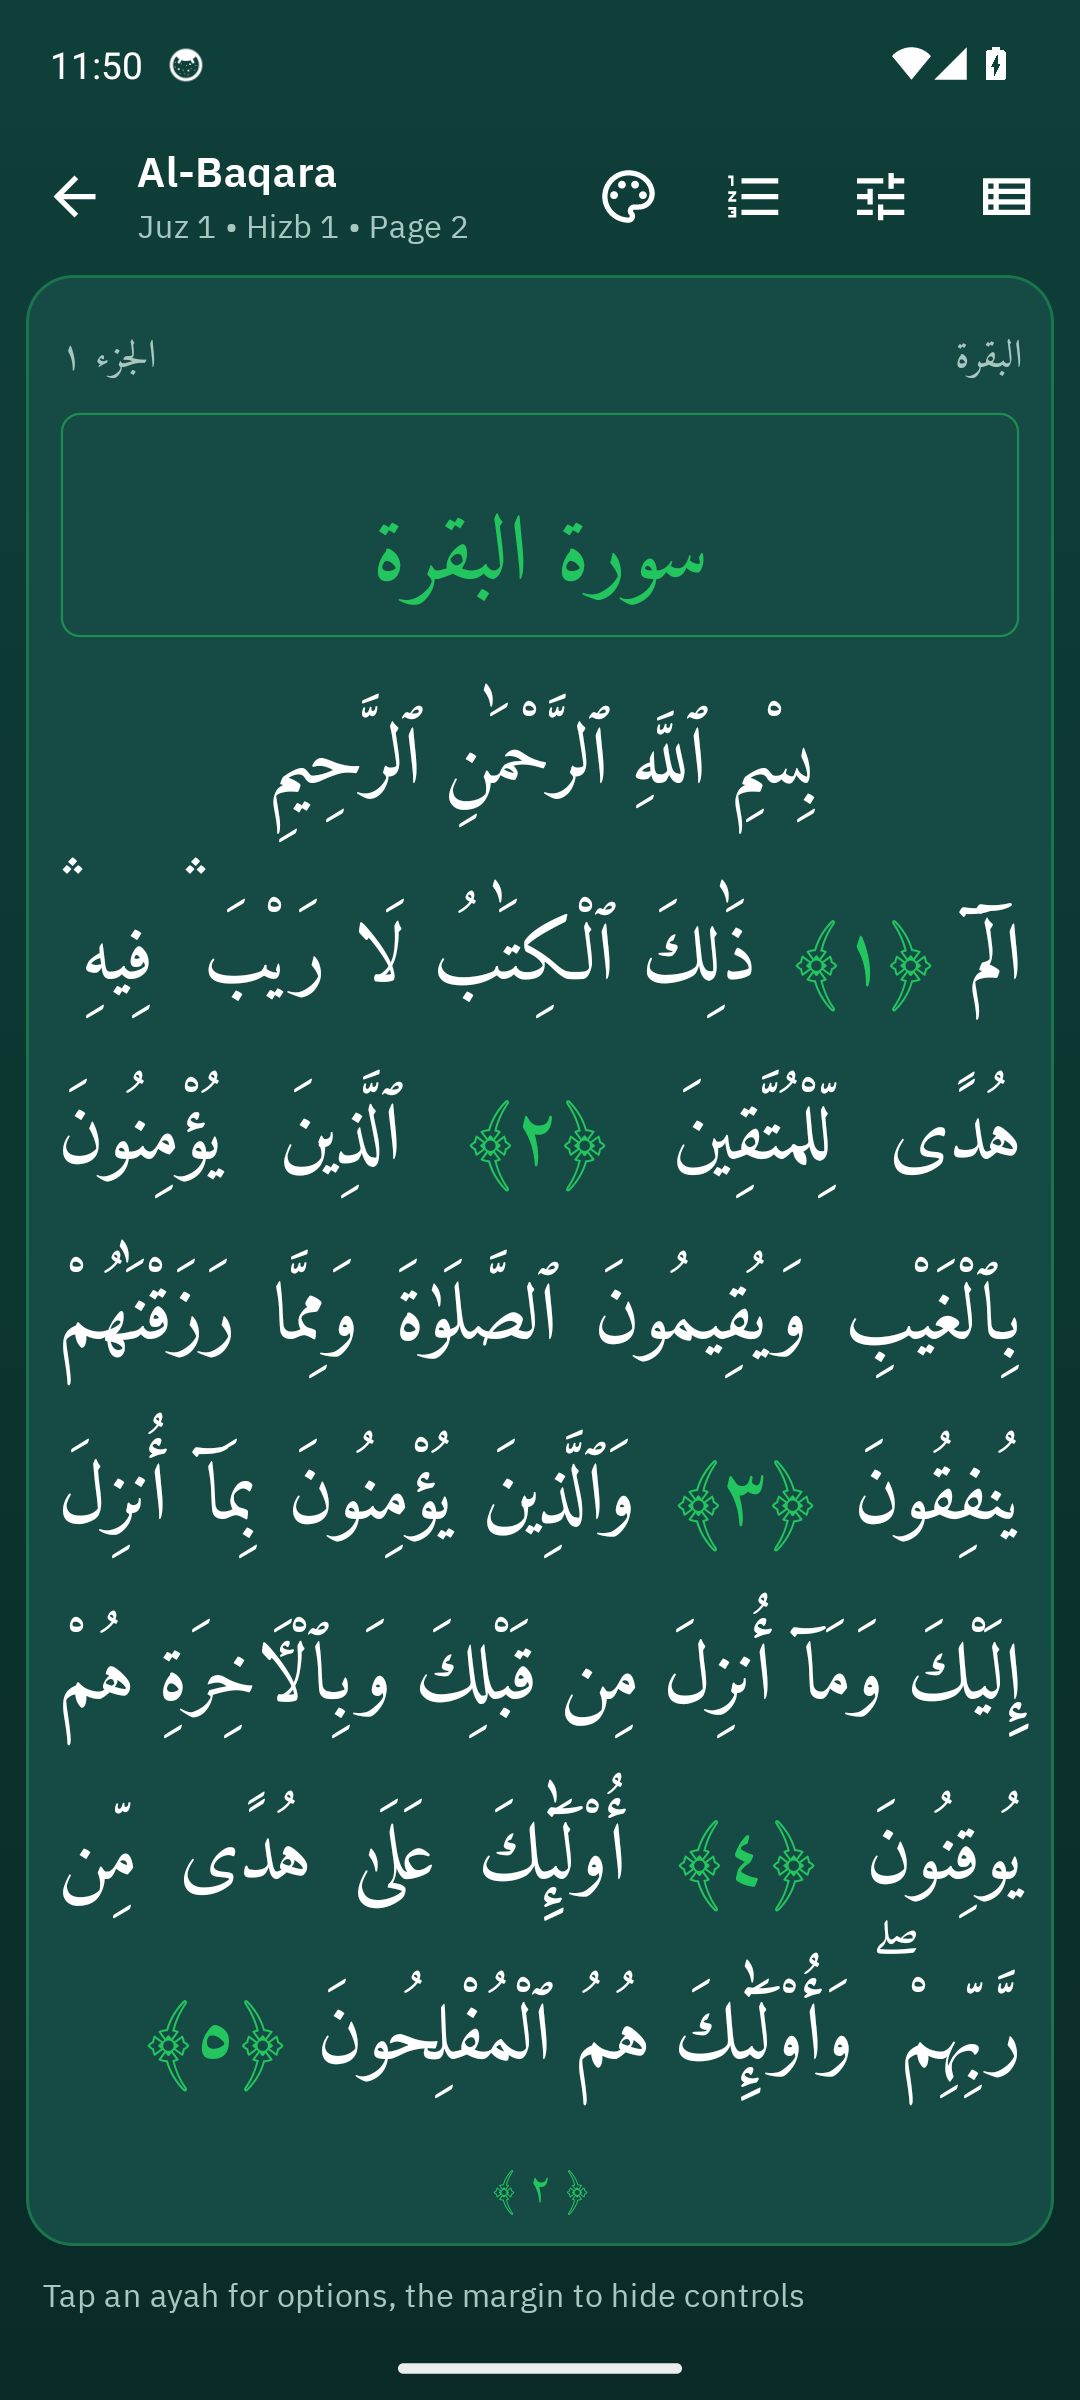 11:50
Al-Baqara
Juz 1 • Hizb 1 • Page 2
البقرة
الجزء ١
سورة البقرة
بِسْمِ ٱللَّهِ ٱلرَّحْمَٰنِ ٱلرَّحِيمِ
الٓمٓ ﴿١﴾ ذَٰلِكَ ٱلْكِتَٰبُ لَا رَيْبَ ۛ فِيهِ ۛ
هُدًى لِّلْمُتَّقِينَ ﴿٢﴾ ٱلَّذِينَ يُؤْمِنُونَ
بِٱلْغَيْبِ وَيُقِيمُونَ ٱلصَّلَوٰةَ وَمِمَّا رَزَقْنَٰهُمْ
يُنفِقُونَ ﴿٣﴾ وَٱلَّذِينَ يُؤْمِنُونَ بِمَآ أُنزِلَ
إِلَيْكَ وَمَآ أُنزِلَ مِن قَبْلِكَ وَبِٱلْأَخِرَةِ هُمْ
يُوقِنُونَ ﴿٤﴾ أُو۟لَٰٓئِكَ عَلَىٰ هُدًى مِّن
رَّبِّهِمْ ۖ وَأُو۟لَٰٓئِكَ هُمُ ٱلْمُفْلِحُونَ ﴿٥﴾
﴿٢﴾
Tap an ayah for options, the margin to hide controls